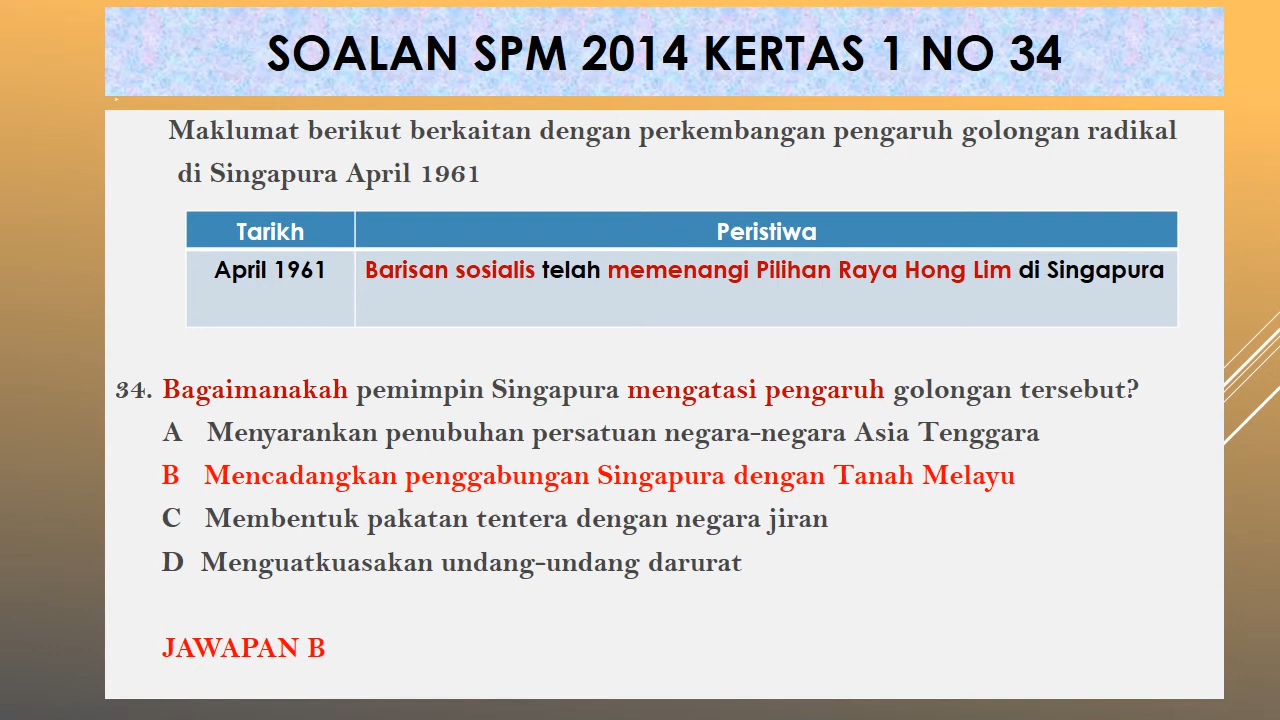 SOALAN SPM 2014 KERTAS 1 NO 34
Maklumat berikut berkaitan dengan perkembangan pengaruh golongan radikal
di Singapura April 1961
Tarikh Peristiwa
April 1961 Barisan sosialis telah memenangi Pilihan Raya Hong Lim di Singapura
34. Bagaimanakah pemimpin Singapura mengatasi pengaruh golongan tersebut?
A Menyarankan penubuhan persatuan negara-negara Asia Tenggara
B Mencadangkan penggabungan Singapura dengan Tanah Melayu
C Membentuk pakatan tentera dengan negara jiran
D Menguatkuasakan undang-undang darurat
JAWAPAN B